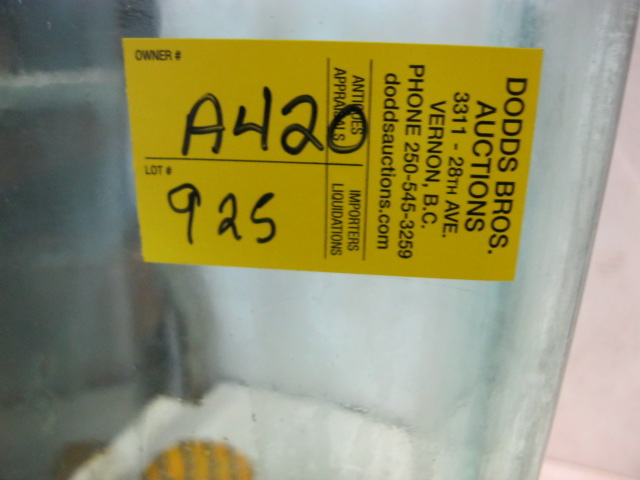 OWNER #
A420
LOT #
925
ANTIQUES
APPRAISALS
IMPORTERS
LIQUIDATIONS
DODDS BROS.
AUCTIONS
3311 - 28TH AVE.
VERNON, B.C.
PHONE 250-545-3259
doddsauctions.com